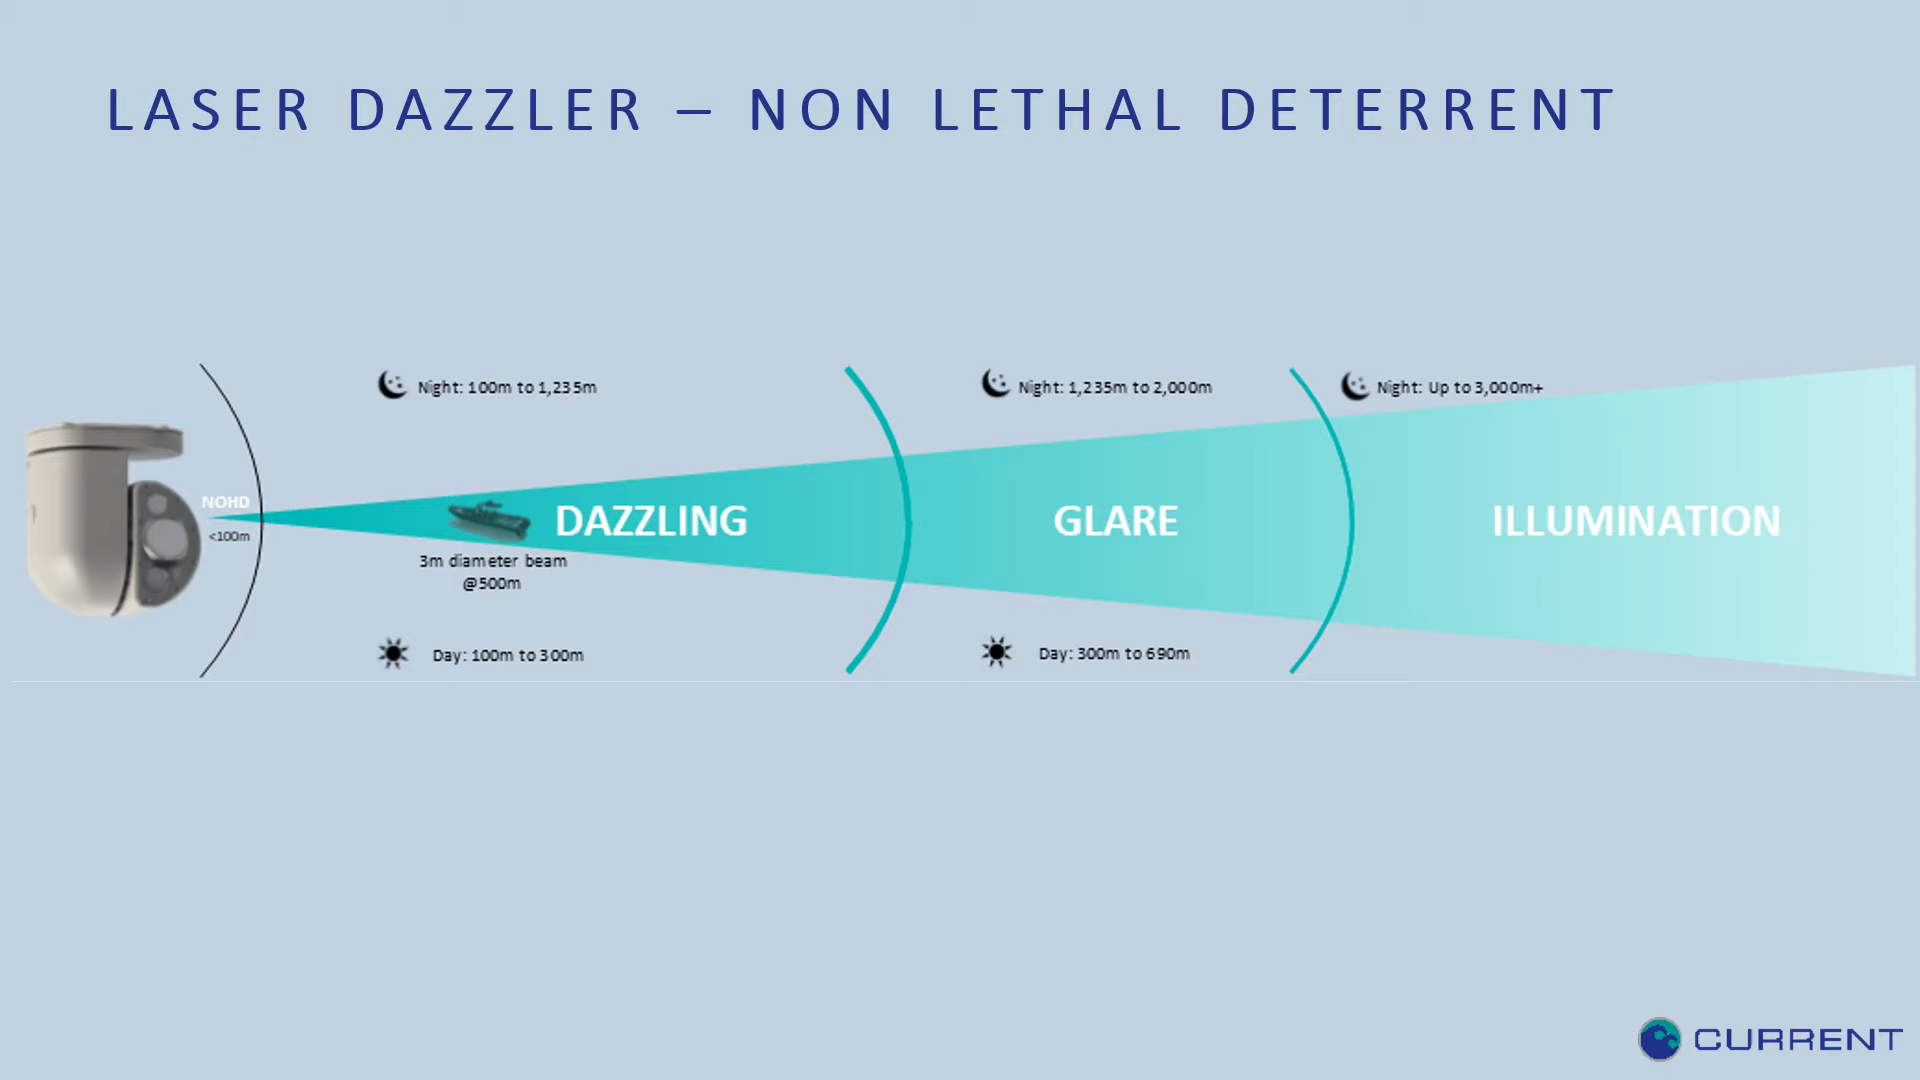 LASER DAZZLER – NON LETHAL DETERRENT
Night: 100m to 1,235m
Night: 1,235m to 2,000m
Night: Up to 3,000m+
NOHD
<100m
DAZZLING
GLARE
ILLUMINATION
3m diameter beam
@500m
Day: 100m to 300m
Day: 300m to 690m
CURRENT